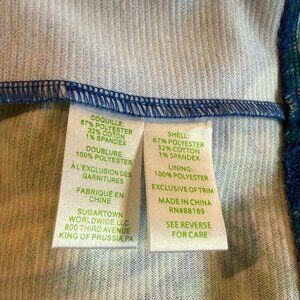 COQUILLE:
67% POLYESTER
32% COTTON
1% SPANDEX
DOUBLURE:
100% POLYESTER
À L'EXCLUSION DES
GARNITURES
FABRIQUÉ EN
CHINE
SUGARTOWN
WORLDWIDE, LLC
800 THIRD AVENUE
KING OF PRUSSIA, PA
SHELL:
67% POLYESTER
32% COTTON
1% SPANDEX
LINING:
100% POLYESTER
EXCLUSIVE OF TRIM
MADE IN CHINA
RN#88189
SEE REVERSE
FOR CARE